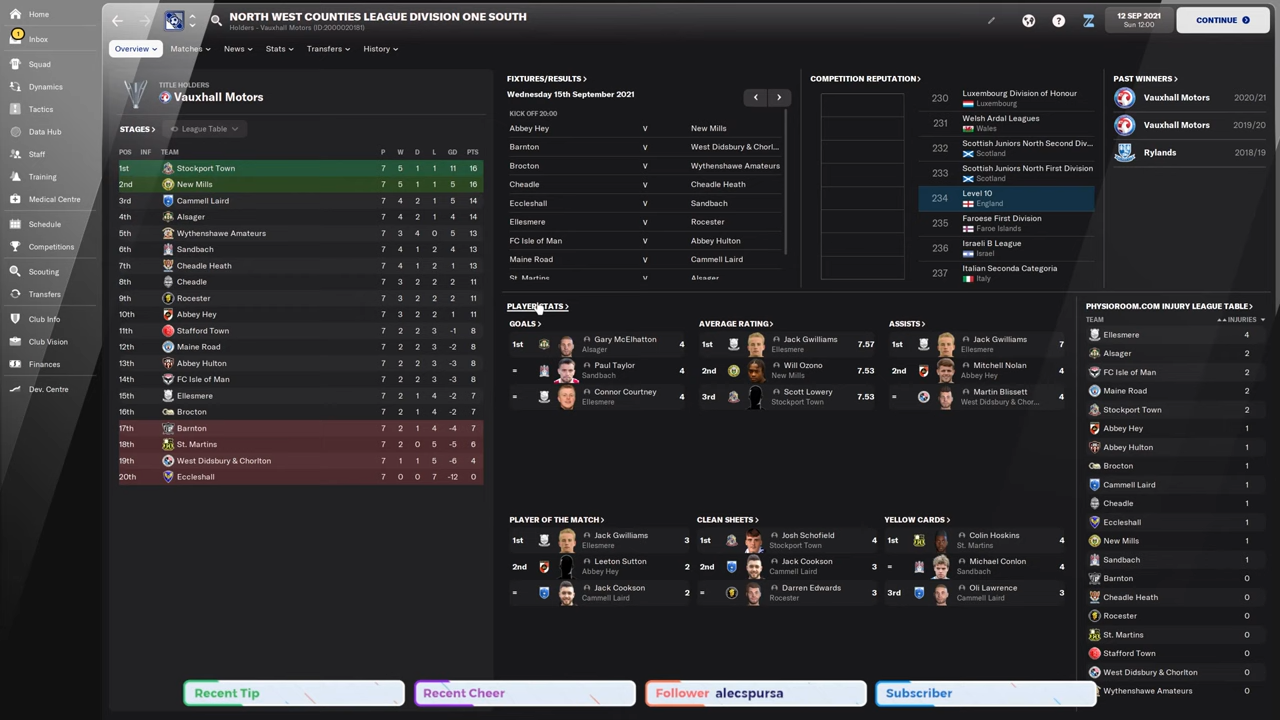 Home
1
Inbox
Squad
Dynamics
Tactics
Data Hub
Staff
Training
Medical Centre
Schedule
Competitions
Scouting
Transfers
Club Info
Club Vision
Finances
Dev. Centre
NORTH WEST COUNTIES LEAGUE DIVISION ONE SOUTH
Holders - Vauxhall Motors (ID:2000020181)
12 SEP 2021
Sun 12:00
CONTINUE
Overview Matches News Stats Transfers History
TITLE HOLDERS
Vauxhall Motors
STAGES League Table
POS INF TEAM P W D L GD PTS
1st Stockport Town 7 5 1 1 11 16
2nd New Mills 7 5 1 1 5 16
3rd Cammell Laird 7 4 2 1 5 14
4th Alsager 7 4 2 1 4 14
5th Wythenshawe Amateurs 7 3 4 0 5 13
6th Sandbach 7 4 1 2 4 13
7th Cheadle Heath 7 4 1 2 1 13
8th Cheadle 7 3 2 2 2 11
9th Rocester 7 3 2 2 2 11
10th Abbey Hey 7 3 2 2 1 11
11th Stafford Town 7 2 2 3 -1 8
12th Maine Road 7 2 2 3 -2 8
13th Abbey Hulton 7 2 2 3 -3 8
14th FC Isle of Man 7 2 2 3 -3 8
15th Ellesmere 7 2 1 4 -2 7
16th Brocton 7 2 1 4 -2 7
17th Barnton 7 2 1 4 -4 7
18th St. Martins 7 2 0 5 -5 6
19th West Didsbury & Chorlton 7 1 1 5 -6 4
20th Eccleshall 7 0 0 7 -12 0
FIXTURES/RESULTS
Wednesday 15th September 2021
KICK OFF 20:00
Abbey Hey v New Mills
Barnton v West Didsbury & Chorl...
Brocton v Wythenshawe Amateurs
Cheadle v Cheadle Heath
Eccleshall v Sandbach
Ellesmere v Rocester
FC Isle of Man v Abbey Hulton
Maine Road v Cammell Laird
St. Martins v Alsager
COMPETITION REPUTATION
230 Luxembourg Division of Honour
Luxembourg
231 Welsh Ardal Leagues
Wales
232 Scottish Juniors North Second Div...
Scotland
233 Scottish Juniors North First Division
Scotland
234 Level 10
England
235 Faroese First Division
Faroe Islands
236 Israeli B League
Israel
237 Italian Seconda Categoria
Italy
PAST WINNERS
Vauxhall Motors 2020/21
Vauxhall Motors 2019/20
Rylands 2018/19
PLAYER STATS
GOALS
1st Gary McElhatton 4
Alsager
= Paul Taylor 4
Sandbach
= Connor Courtney 4
Ellesmere
AVERAGE RATING
1st Jack Gwilliams 7.57
Ellesmere
2nd Will Ozono 7.53
New Mills
3rd Scott Lowery 7.53
Stockport Town
ASSISTS
1st Jack Gwilliams 7
Ellesmere
2nd Mitchell Nolan 4
Abbey Hey
= Martin Blissett 4
West Didsbury & Chor...
PLAYER OF THE MATCH
1st Jack Gwilliams 3
Ellesmere
2nd Leeton Sutton 2
Abbey Hey
= Jack Cookson 2
Cammell Laird
CLEAN SHEETS
1st Josh Schofield 4
Stockport Town
2nd Jack Cookson 3
Cammell Laird
= Darren Edwards 3
Rocester
YELLOW CARDS
1st Colin Hoskins 4
St. Martins
= Michael Conlon 4
Sandbach
3rd Oli Lawrence 3
Cammell Laird
PHYSIOROOM.COM INJURY LEAGUE TABLE
TEAM INJURIES
Ellesmere 4
Alsager 2
FC Isle of Man 2
Maine Road 2
Stockport Town 2
Abbey Hey 1
Abbey Hulton 1
Brocton 1
Cammell Laird 1
Cheadle 1
Eccleshall 1
New Mills 1
Sandbach 1
Barnton 0
Cheadle Heath 0
Rocester 0
St. Martins 0
Stafford Town 0
West Didsbury & Chorlton 0
Wythenshawe Amateurs 0
Recent Tip
Recent Cheer
Follower alecspursa
Subscriber